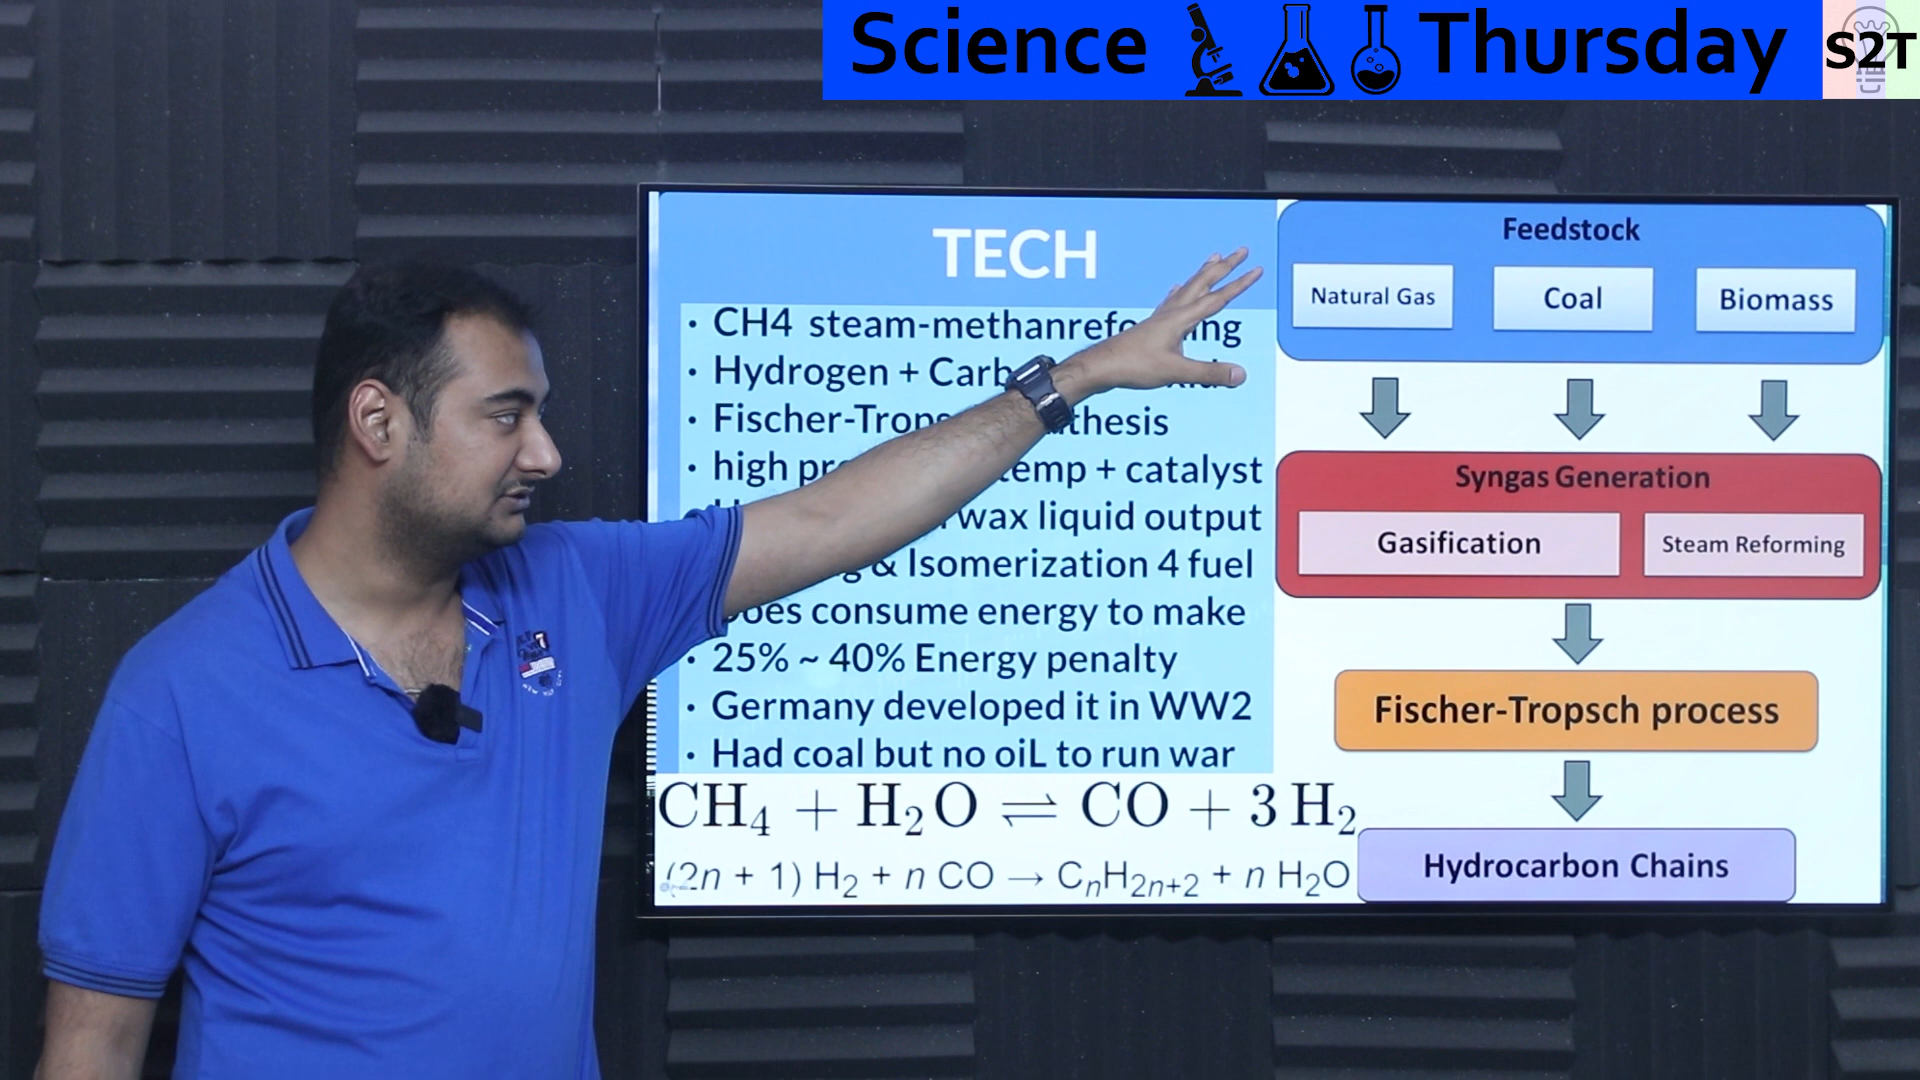 Science Thursday
S2T
TECH
• CH4 steam-methanrefo ing
• Hydrogen + Carb
• Fischer-Trops thesis
• high pr emp + catalyst
wax liquid output
& Isomerization 4 fuel
oes consume energy to make
• 25% ~ 40% Energy penalty
• Germany developed it in WW2
• Had coal but no oiL to run war
CH₄ + H₂O ⇌ CO + 3 H₂
(2n + 1) H₂ + n CO → CₙH₂ₙ₊₂ + n H₂O
Feedstock
Natural Gas
Coal
Biomass
Syngas Generation
Gasification
Steam Reforming
Fischer-Tropsch process
Hydrocarbon Chains